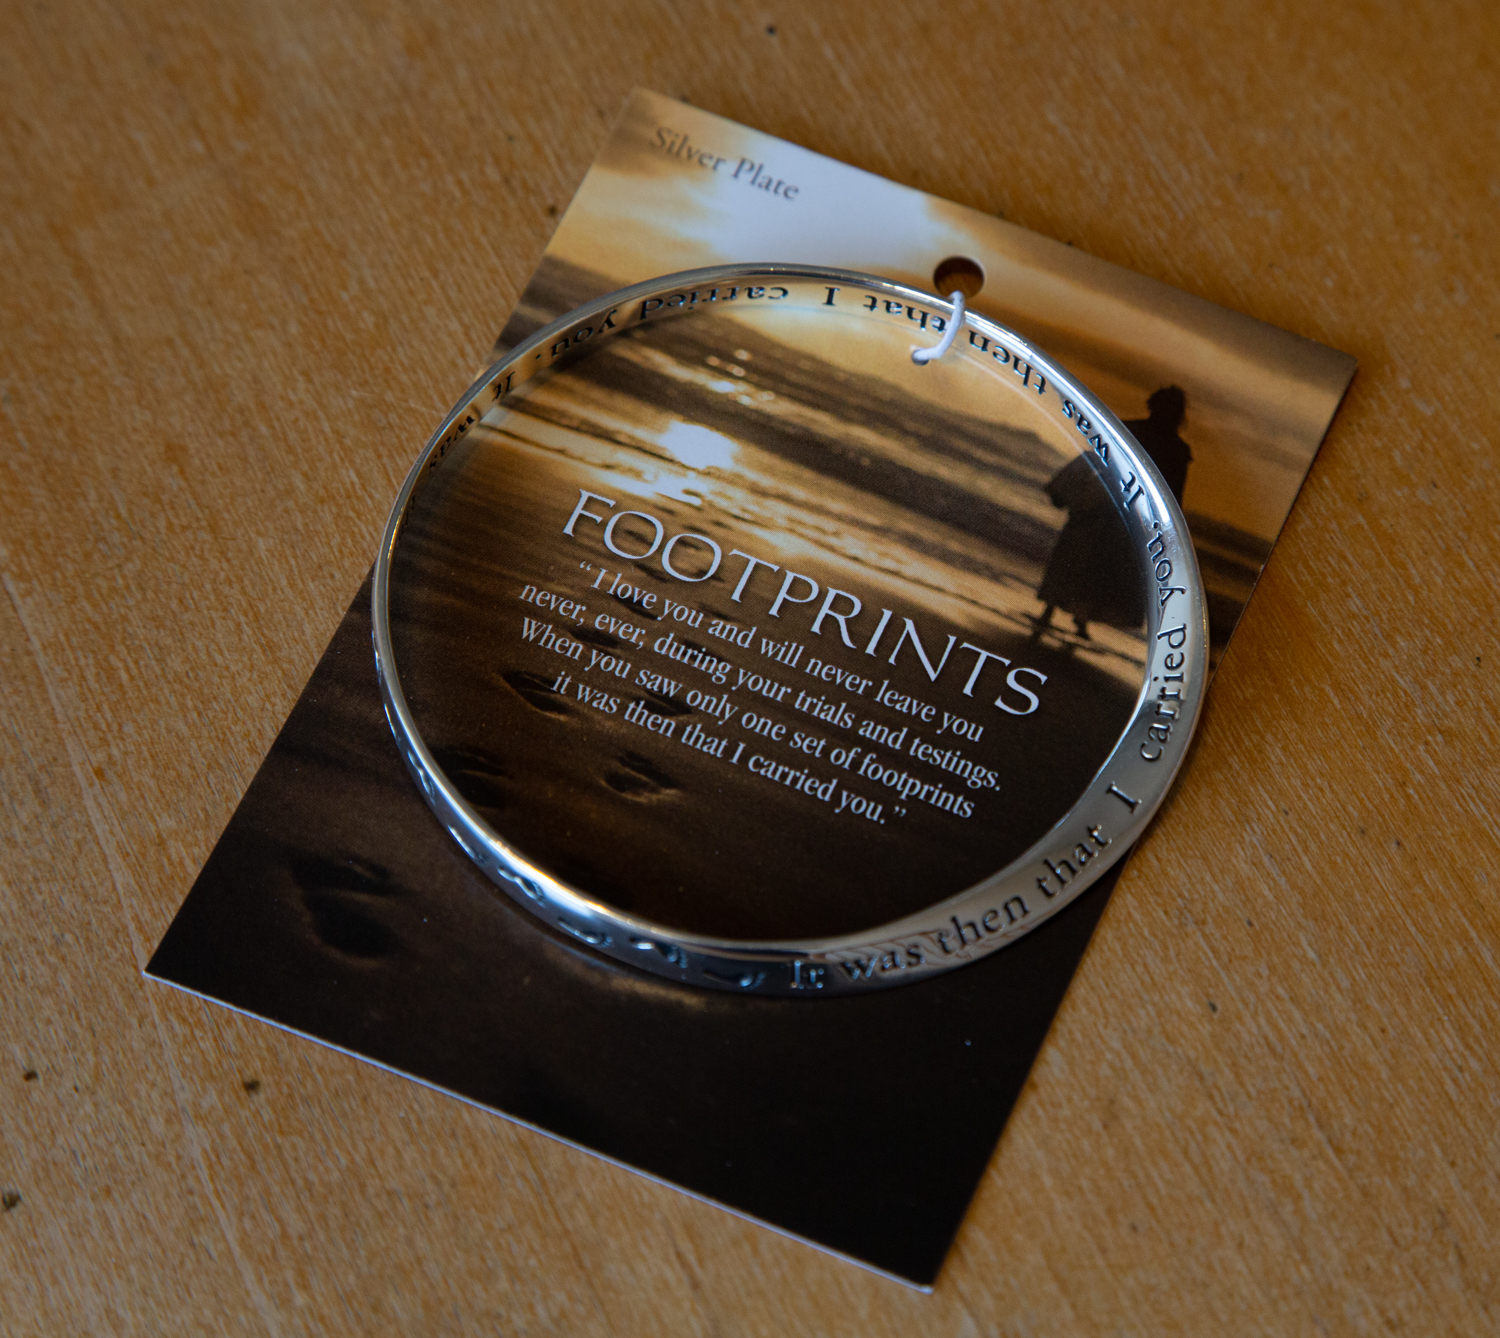 Silver Plate
FOOTPRINTS
“I love you and will never leave you
never, ever, during your trials and testings.
When you saw only one set of footprints
it was then that I carried you.”
It was then that I carried you.
It was then that I carried you.
It was